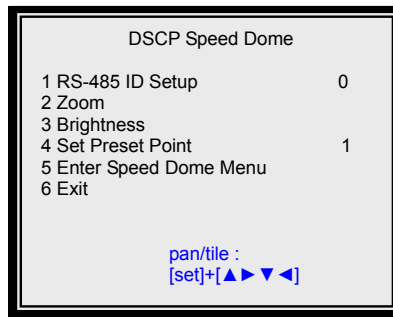 DSCP Speed Dome
1 RS-485 ID Setup 0
2 Zoom
3 Brightness
4 Set Preset Point 1
5 Enter Speed Dome Menu
6 Exit
pan/tile :
[set]+[▲►▼◄]